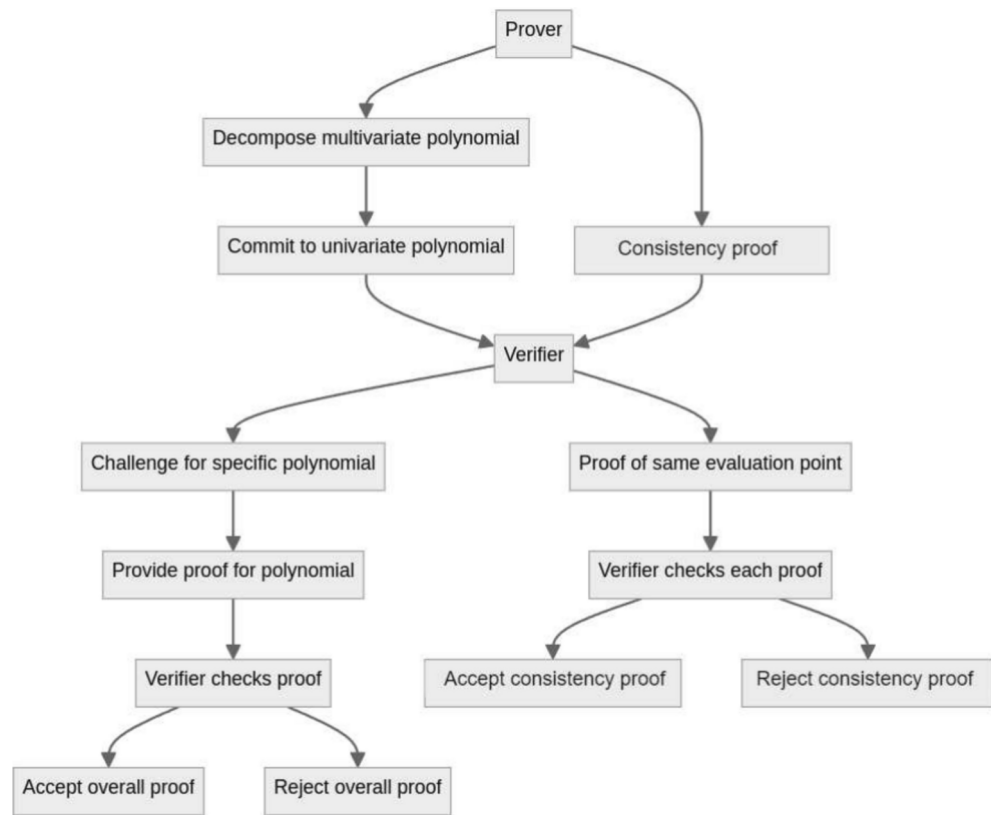 Prover
Decompose multivariate polynomial
Commit to univariate polynomial
Consistency proof
Verifier
Challenge for specific polynomial
Proof of same evaluation point
Provide proof for polynomial
Verifier checks each proof
Verifier checks proof
Accept consistency proof
Reject consistency proof
Accept overall proof
Reject overall proof